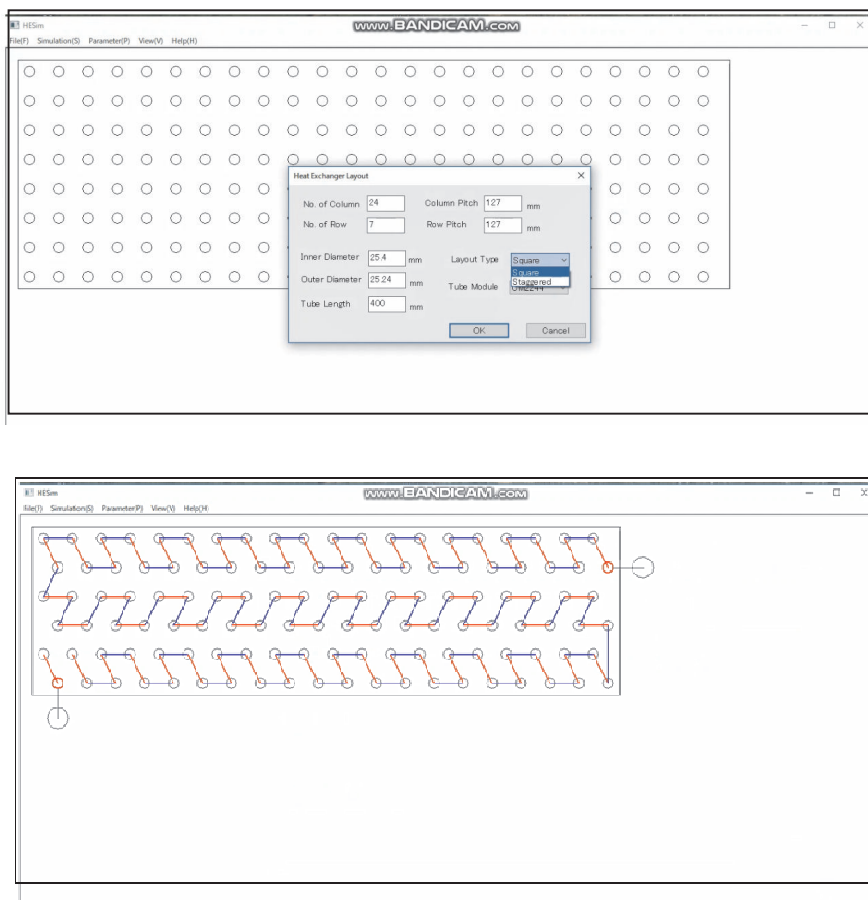 HESim www.BANDICAM.com
File(F) Simulation(S) Parameter(P) View(V) Help(H)
Heat Exchanger Layout
No. of Column 24 Column Pitch 127 mm
No. of Row 7 Row Pitch 127 mm
Inner Diameter 25.4 mm Layout Type Square
Square
Outer Diameter 25.24 mm Staggered
Tube Module
Tube Length 400 mm
OK Cancel
HESim www.BANDICAM.com
File(F) Simulation(S) Parameter(P) View(V) Help(H)